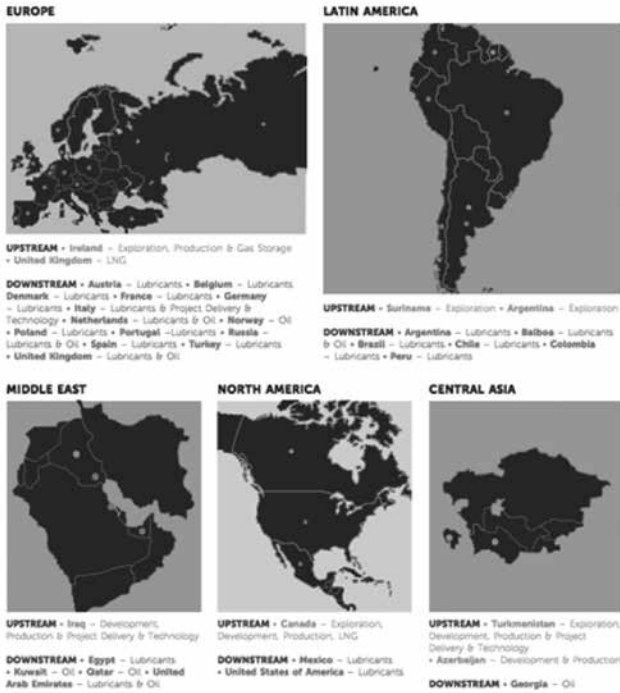 EUROPE
UPSTREAM • Ireland – Exploration, Production & Gas Storage
• United Kingdom – LNG
DOWNSTREAM • Austria – Lubricants • Belgium – Lubricants
Denmark – Lubricants • France – Lubricants • Germany
– Lubricants • Italy – Lubricants & Project Delivery &
Technology • Netherlands – Lubricants & Oil • Norway – Oil
• Poland – Lubricants • Portugal –Lubricants • Russia –
Lubricants & Oil • Spain – Lubricants • Turkey – Lubricants
• United Kingdom – Lubricants & Oil
LATIN AMERICA
UPSTREAM • Suriname – Exploration • Argentina – Exploration
DOWNSTREAM • Argentina – Lubricants • Balboa – Lubricants
& Oil • Brazil – Lubricants • Chile – Lubricants • Colombia
– Lubricants • Peru – Lubricants
MIDDLE EAST
UPSTREAM • Iraq – Development,
Production & Project Delivery & Technology
DOWNSTREAM • Egypt – Lubricants
• Kuwait – Oil • Qatar – Oil • United
Arab Emirates – Lubricants & Oil
NORTH AMERICA
UPSTREAM • Canada – Exploration,
Development, Production, LNG
DOWNSTREAM • Mexico – Lubricants
• United States of America – Lubricants
CENTRAL ASIA
UPSTREAM • Turkmenistan – Exploration,
Development, Production & Project
Delivery & Technology
• Azerbaijan – Development & Production
DOWNSTREAM • Georgia – Oil